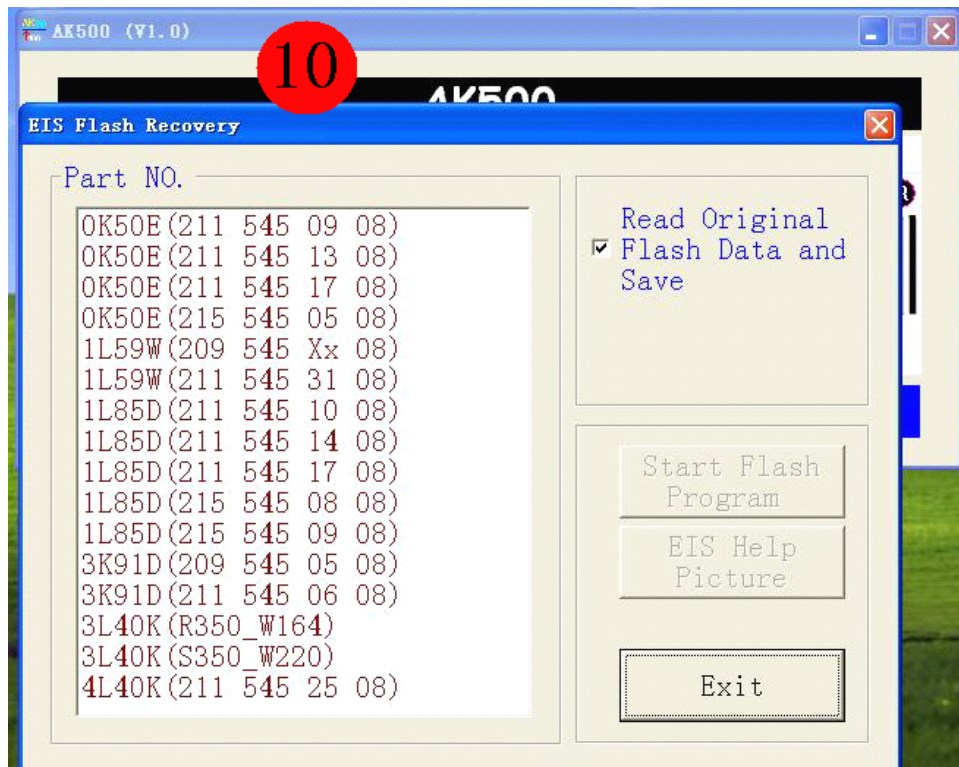 AK500 (V1.0)
10
AK500
EIS Flash Recovery
Part NO.
0K50E(211 545 09 08)
0K50E(211 545 13 08)
0K50E(211 545 17 08)
0K50E(215 545 05 08)
1L59W(209 545 Xx 08)
1L59W(211 545 31 08)
1L85D(211 545 10 08)
1L85D(211 545 14 08)
1L85D(211 545 17 08)
1L85D(215 545 08 08)
1L85D(215 545 09 08)
3K91D(209 545 05 08)
3K91D(211 545 06 08)
3L40K(R350_W164)
3L40K(S350_W220)
4L40K(211 545 25 08)
Read Original
Flash Data and
Save
Start Flash
Program
EIS Help
Picture
Exit